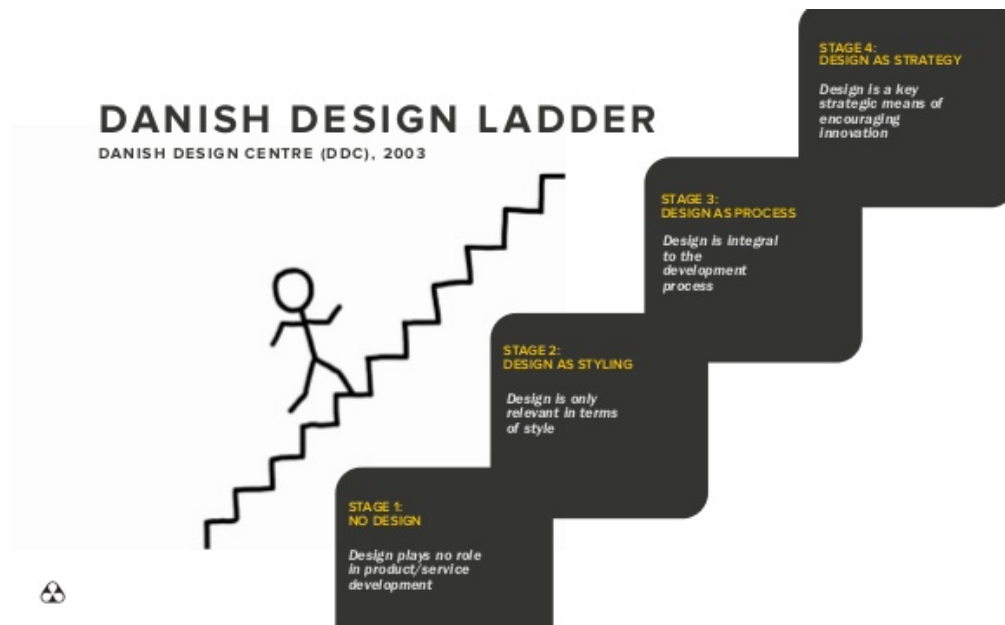 DANISH DESIGN LADDER
DANISH DESIGN CENTRE (DDC), 2003
STAGE 1:
NO DESIGN
Design plays no role
in product/service
development
STAGE 2:
DESIGN AS STYLING
Design is only
relevant in terms
of style
STAGE 3:
DESIGN AS PROCESS
Design is integral
to the
development
process
STAGE 4:
DESIGN AS STRATEGY
Design is a key
strategic means of
encouraging
innovation